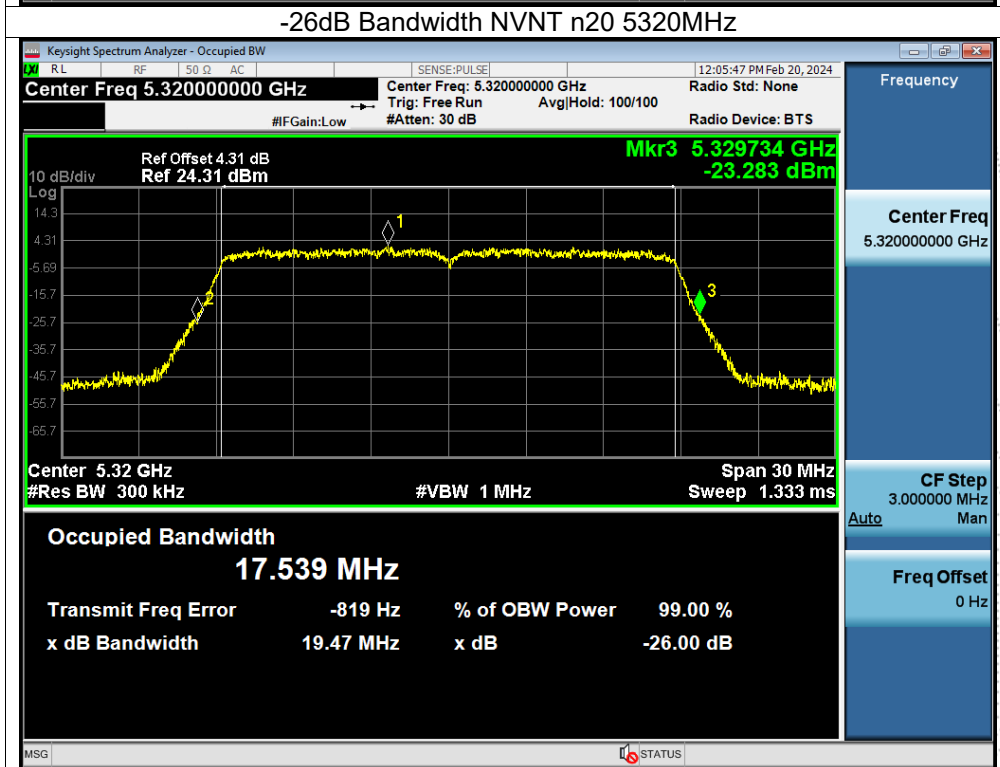 -26dB Bandwidth NVNT n20 5320MHz
Keysight Spectrum Analyzer - Occupied BW
LXI RL RF 50 Ω AC SENSE:PULSE 12:05:47 PM Feb 20, 2024
Center Freq 5.320000000 GHz
Center Freq: 5.320000000 GHz Radio Std: None
Trig: Free Run Avg|Hold: 100/100
#IFGain:Low #Atten: 30 dB Radio Device: BTS
Frequency
Ref Offset 4.31 dB
10 dB/div Ref 24.31 dBm
Mkr3 5.329734 GHz
-23.283 dBm
Log
14.3
4.31
-5.69
-15.7
-25.7
-35.7
-45.7
-55.7
-65.7
1
2
3
Center 5.32 GHz Span 30 MHz
#Res BW 300 kHz #VBW 1 MHz Sweep 1.333 ms
Occupied Bandwidth
17.539 MHz
Transmit Freq Error -819 Hz % of OBW Power 99.00 %
x dB Bandwidth 19.47 MHz x dB -26.00 dB
Center Freq
5.320000000 GHz
CF Step
3.000000 MHz
Auto Man
Freq Offset
0 Hz
MSG STATUS